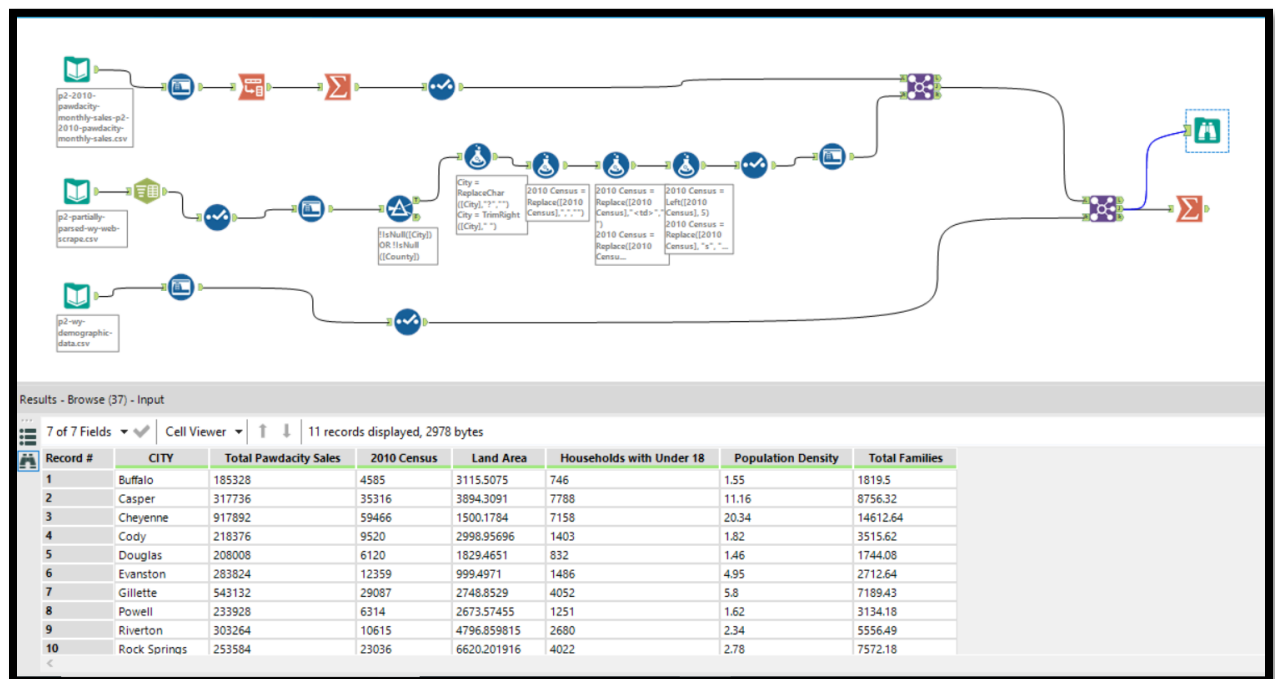 p2-2010-
pawdacity-
monthly-sales-p2-
2010-pawdacity-
monthly-sales.csv
p2-partially-
parsed-wy-web-
scrape.csv
p2-wy-
demographic-
data.csv
!IsNull([City])
OR !IsNull
([County])
City =
ReplaceChar
([City],"?","")
City = TrimRight
([City]," ")
2010 Census =
Replace([2010
Census],",","")
2010 Census =
Replace([2010
Census],"<td>","
")
2010 Census =
Replace([2010
Censu...
2010 Census =
Left([2010
Census], 5)
2010 Census =
Replace([2010
Census], "s", "...
Results - Browse (37) - Input
7 of 7 Fields Cell Viewer 11 records displayed, 2978 bytes
Record # CITY Total Pawdacity Sales 2010 Census Land Area Households with Under 18 Population Density Total Families
1 Buffalo 185328 4585 3115.5075 746 1.55 1819.5
2 Casper 317736 35316 3894.3091 7788 11.16 8756.32
3 Cheyenne 917892 59466 1500.1784 7158 20.34 14612.64
4 Cody 218376 9520 2998.95696 1403 1.82 3515.62
5 Douglas 208008 6120 1829.4651 832 1.46 1744.08
6 Evanston 283824 12359 999.4971 1486 4.95 2712.64
7 Gillette 543132 29087 2748.8529 4052 5.8 7189.43
8 Powell 233928 6314 2673.57455 1251 1.62 3134.18
9 Riverton 303264 10615 4796.859815 2680 2.34 5556.49
10 Rock Springs 253584 23036 6620.201916 4022 2.78 7572.18